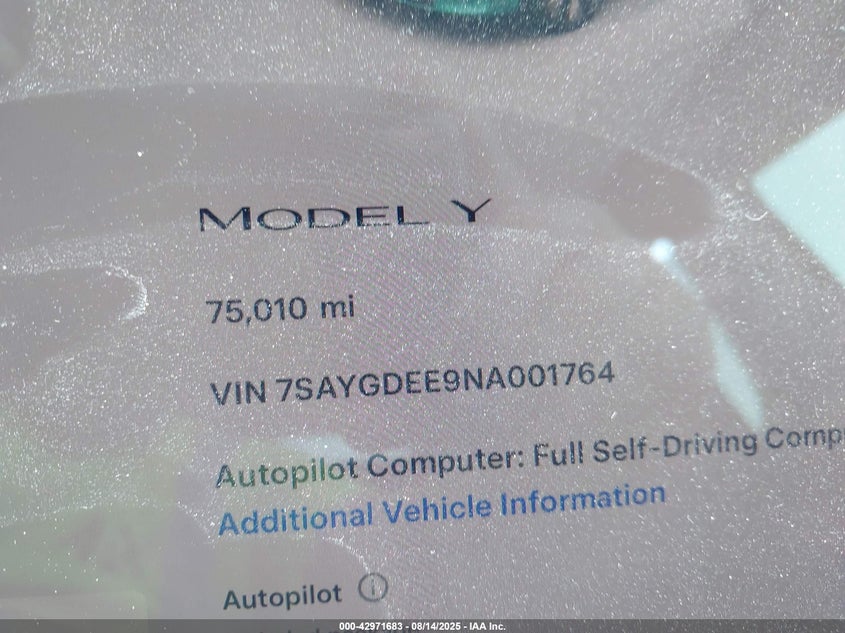 MODEL Y
75,010 mi
VIN 7SAYGDEE9NA001764
Autopilot Computer: Full Self-Driving
Additional Vehicle Information
Autopilot
000-42971683 - 08/14/2025 - IAA Inc.